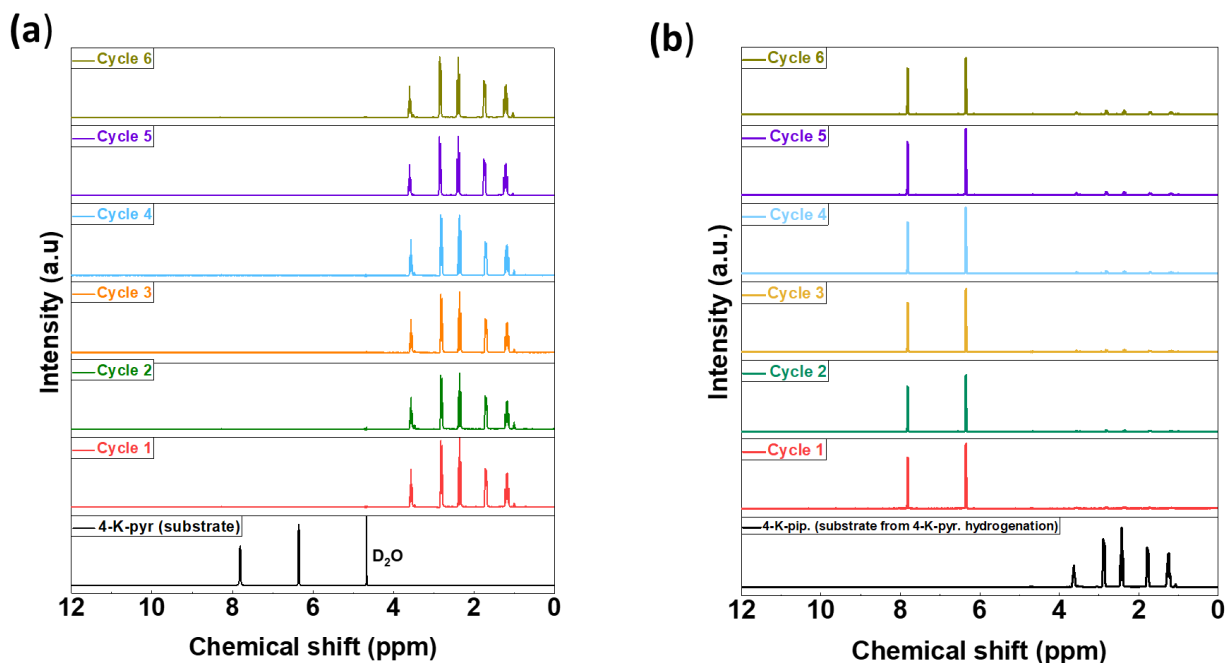 (a)
Cycle 6
Cycle 5
Cycle 4
Cycle 3
Cycle 2
Cycle 1
4-K-pyr (substrate)
D₂O
Intensity (a.u)
12 10 8 6 4 2 0
Chemical shift (ppm)
(b)
Cycle 6
Cycle 5
Cycle 4
Cycle 3
Cycle 2
Cycle 1
4-K-pip. (substrate from 4-K-pyr. hydrogenation)
Intensity (a.u.)
12 10 8 6 4 2 0
Chemical shift (ppm)